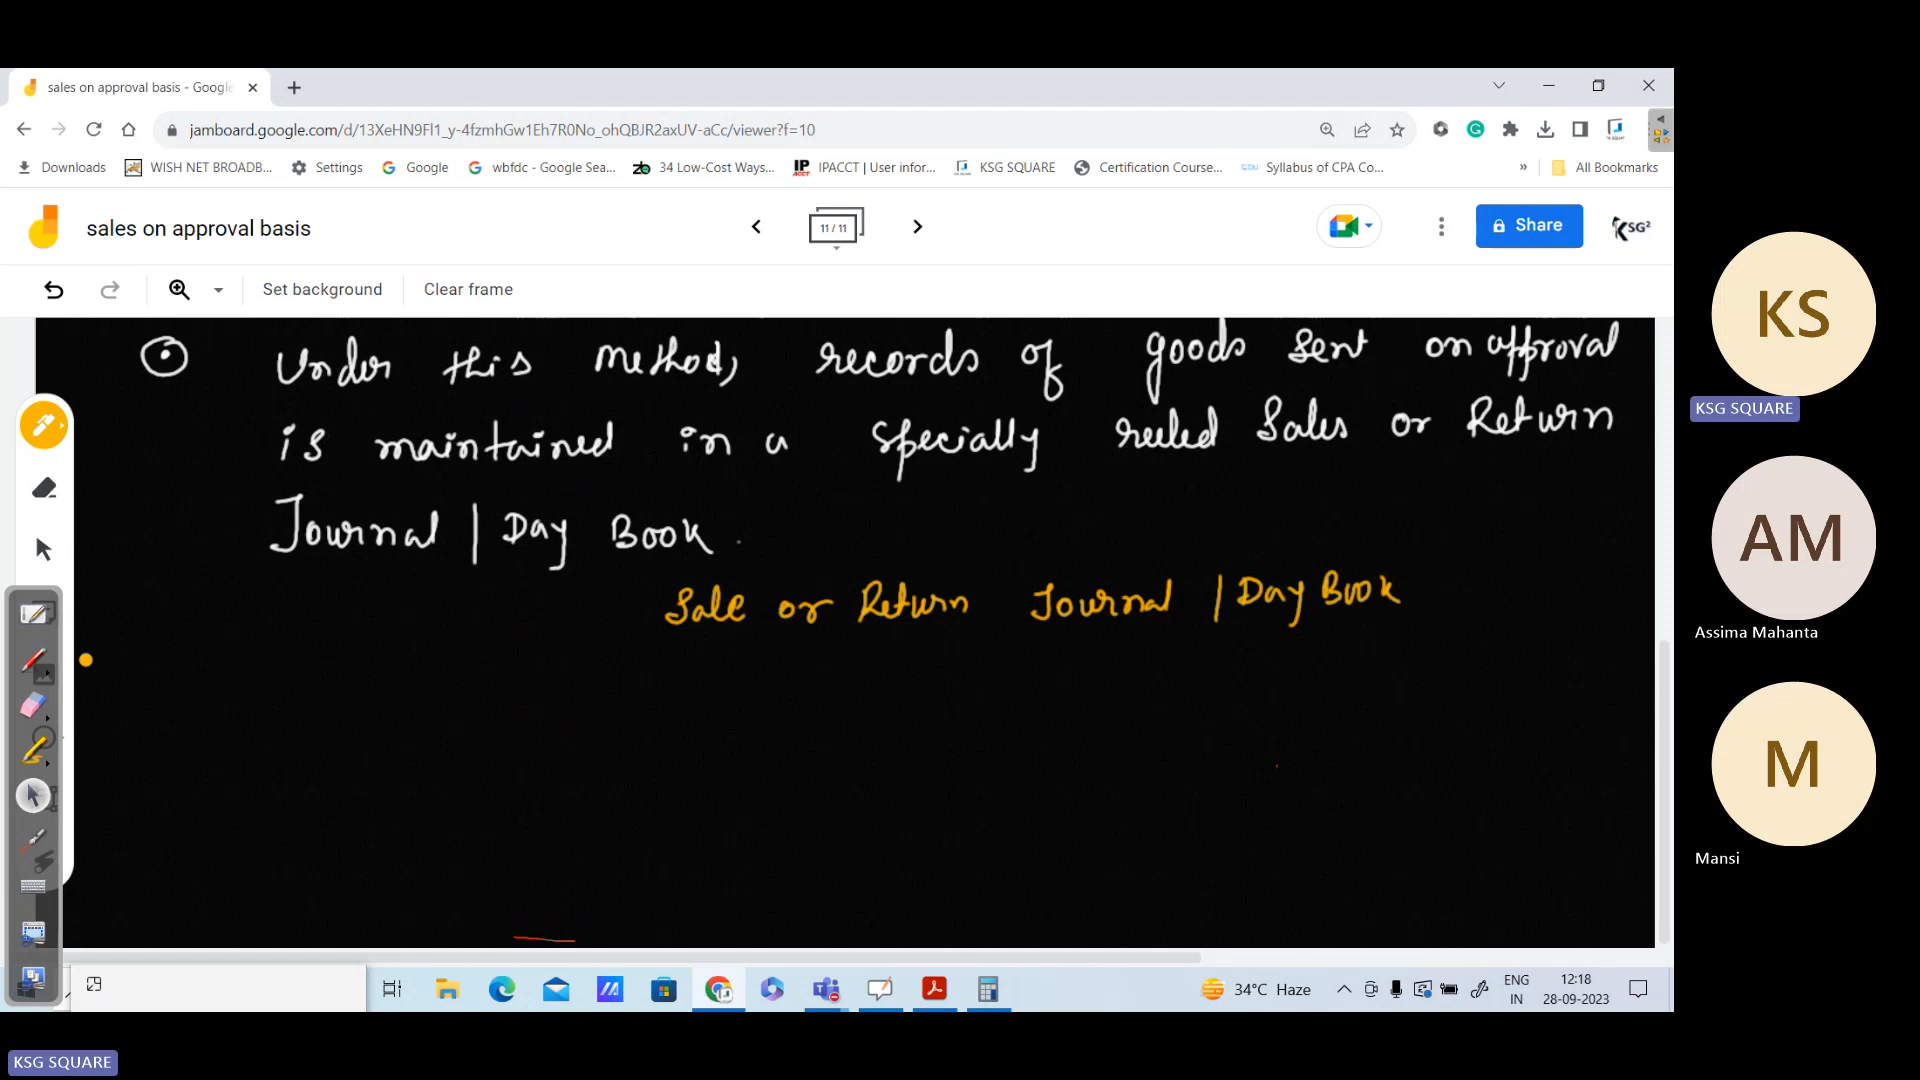 sales on approval basis - Google
jamboard.google.com/d/13XeHN9Fl1_y-4fzmhGw1Eh7R0No_ohQBJR2axUV-aCc/viewer?f=10
Downloads WISH NET BROADB... Settings Google wbfdc - Google Sea... 34 Low-Cost Ways... IPACCT | User infor... KSG SQUARE Certification Course... Syllabus of CPA Co... » All Bookmarks
sales on approval basis 11 / 11 Share KSG²
Set background Clear frame
Under this method, records of goods sent on approval
is maintained in a specially reeled Sales or Return
Journal | Day Book.
Sale or Return Journal | Day Book
KS
KSG SQUARE
AM
Assima Mahanta
M
Mansi
34°C Haze ENG IN 12:18 28-09-2023
KSG SQUARE